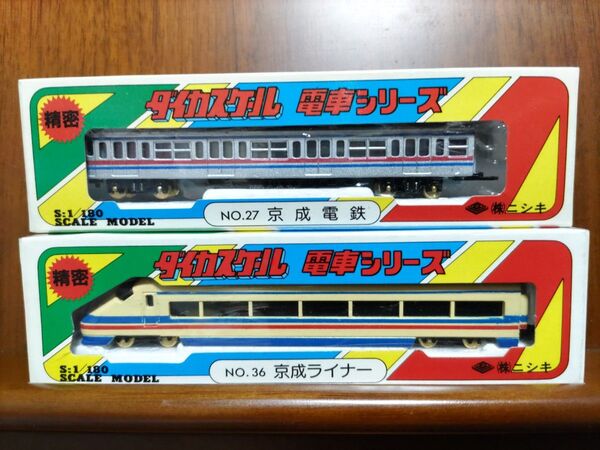 ダイカスケール 電車シリーズ
精密
S:1/180
SCALE MODEL
NO.27 京成電鉄
㈱ニシキ
ダイカスケール 電車シリーズ
精密
S:1/180
SCALE MODEL
NO.36 京成ライナー
㈱ニシキ